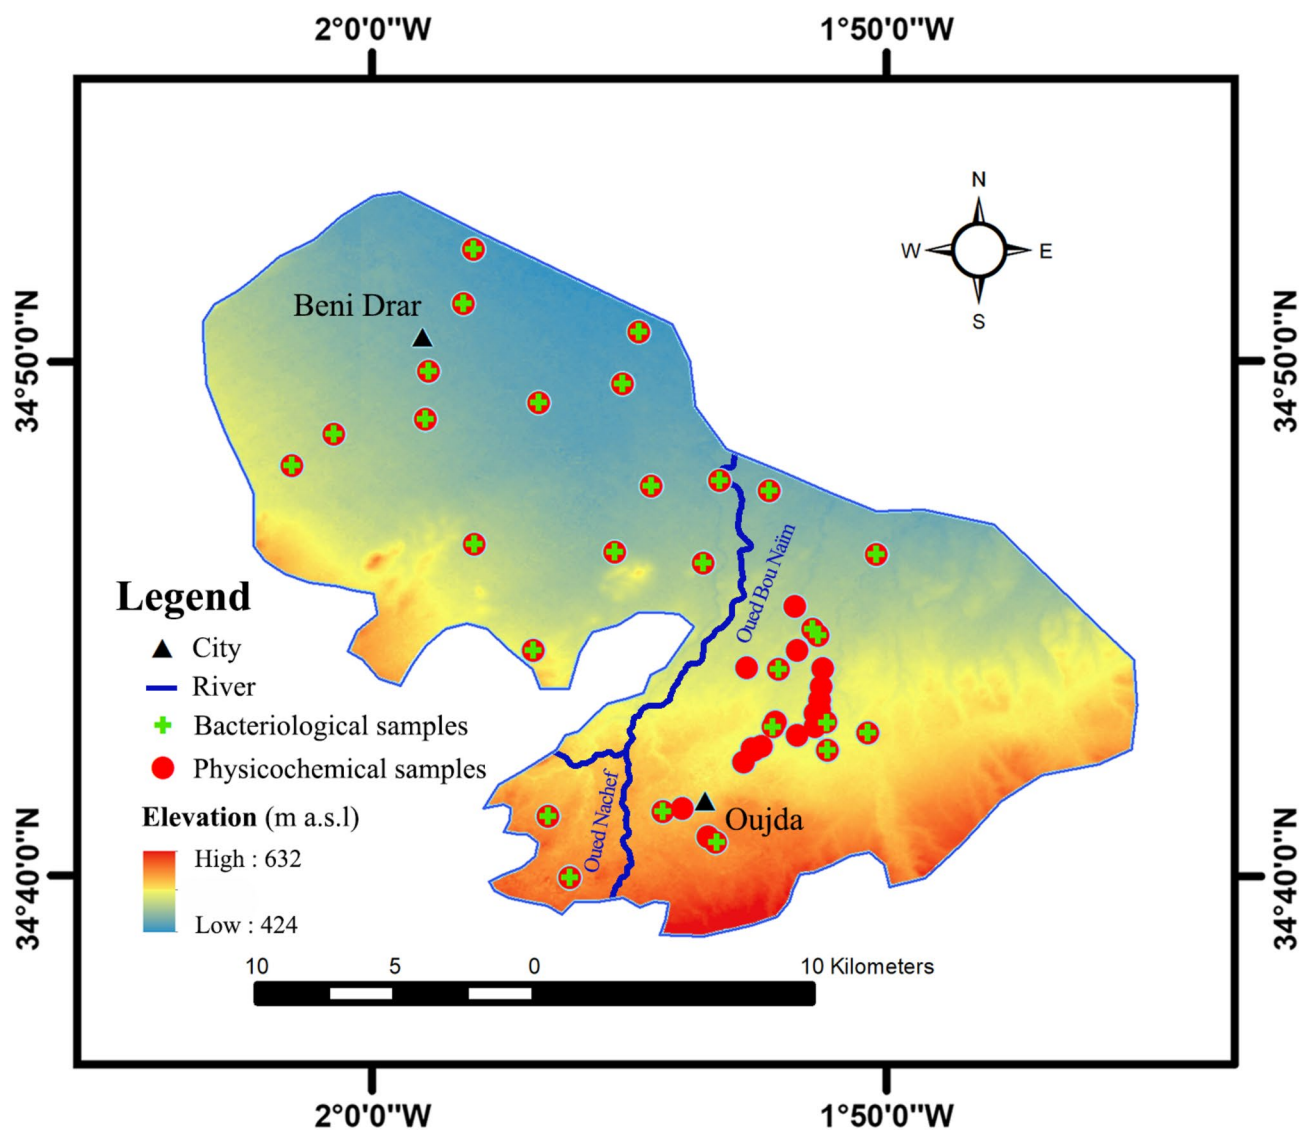 2°0'0"W 1°50'0"W
N
W E
S
34°50'0"N 34°50'0"N
Beni Drar
Oued Bou Naïm
Legend
City
River
Bacteriological samples
Physicochemical samples
Elevation (m a.s.l)
High : 632
Low : 424
Oued Nachef
Oujda
34°40'0"N 34°40'0"N
10 5 0 10 Kilometers
2°0'0"W 1°50'0"W